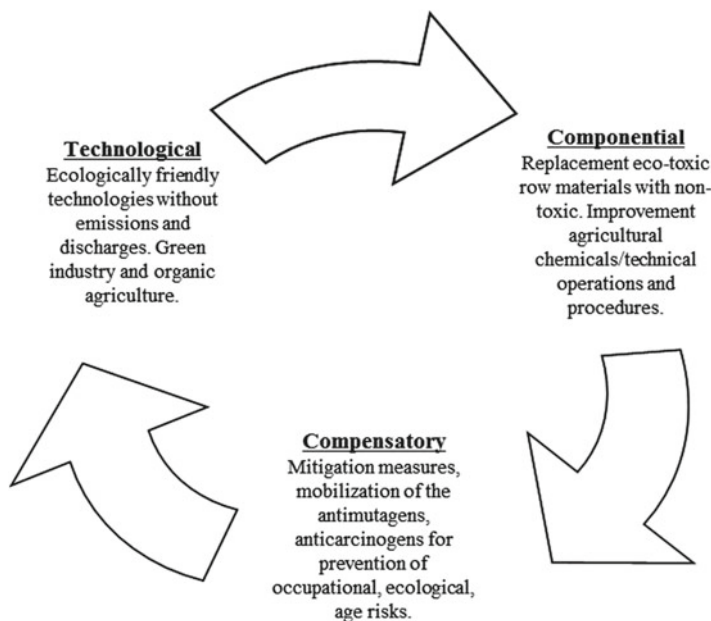 Technological
Ecologically friendly
technologies without
emissions and
discharges. Green
industry and organic
agriculture.
Componential
Replacement eco-toxic
row materials with non-
toxic. Improvement
agricultural
chemicals/technical
operations and
procedures.
Compensatory
Mitigation measures,
mobilization of the
antimutagens,
anticarcinogens for
prevention of
occupational, ecological,
age risks.